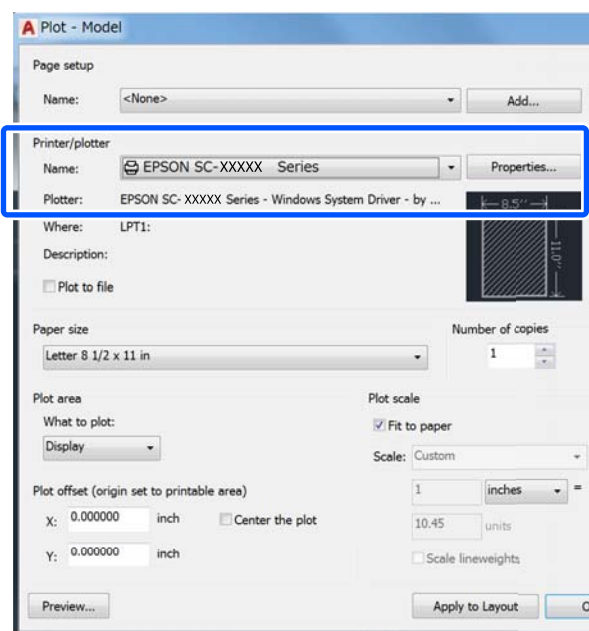 Plot - Model
Page setup
Name: <None> Add...
Printer/plotter
Name: EPSON SC-XXXXX Series Properties...
Plotter: EPSON SC- XXXXX Series - Windows System Driver - by ...
Where: LPT1:
Description:
Plot to file
8.5''
11.0''
Paper size
Letter 8 1/2 x 11 in
Number of copies
1
Plot area
What to plot:
Display
Plot scale
Fit to paper
Scale: Custom
1 inches =
10.45 units
Scale lineweights
Plot offset (origin set to printable area)
X: 0.000000 inch Center the plot
Y: 0.000000 inch
Preview... Apply to Layout